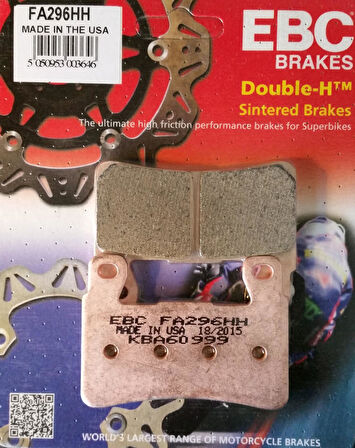 FA296HH
MADE IN THE USA
5 050953 003646
EBC
BRAKES
Double-H™
Sintered Brakes
The ultimate high friction performance brakes for Superbikes
EBC FA296HH
MADE IN USA 18/2015
KBA60999
WORLD'S LARGEST RANGE OF MOTORCYCLE BRAKES